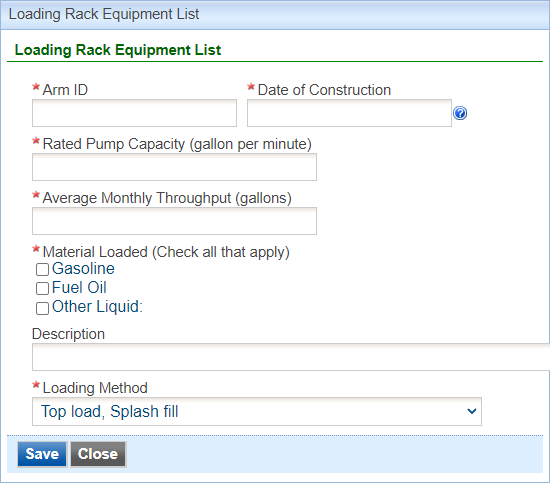 Loading Rack Equipment List
Loading Rack Equipment List
* Arm ID * Date of Construction
?
* Rated Pump Capacity (gallon per minute)
* Average Monthly Throughput (gallons)
* Material Loaded (Check all that apply)
Gasoline
Fuel Oil
Other Liquid:
Description
* Loading Method
Top load, Splash fill
Save Close